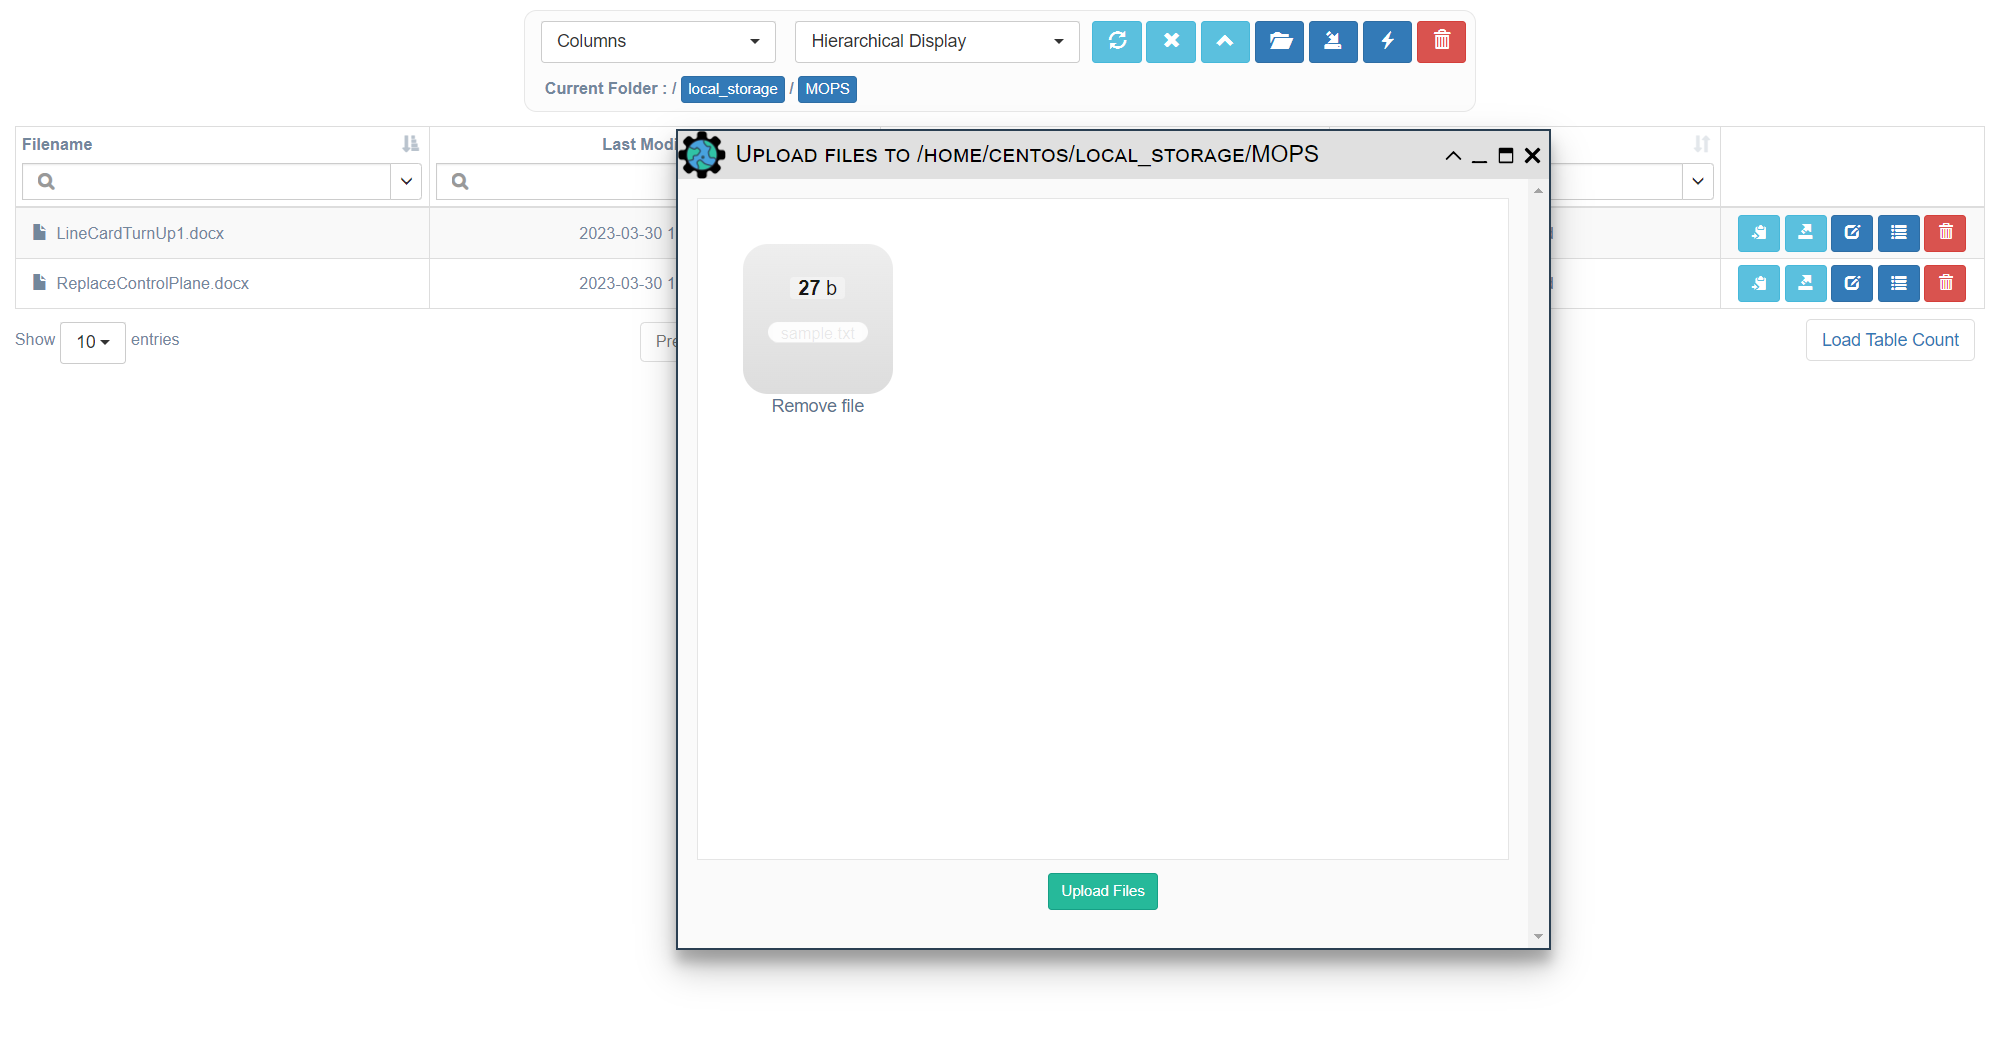 Columns
Hierarchical Display
Current Folder : / local_storage / MOPS
Filename
Last Modi
UPLOAD FILES TO /HOME/CENTOS/LOCAL_STORAGE/MOPS
LineCardTurnUp1.docx
2023-03-30 1
ReplaceControlPlane.docx
2023-03-30 1
27 b
sample.txt
Remove file
Show 10 entries
Pre
Load Table Count
Upload Files